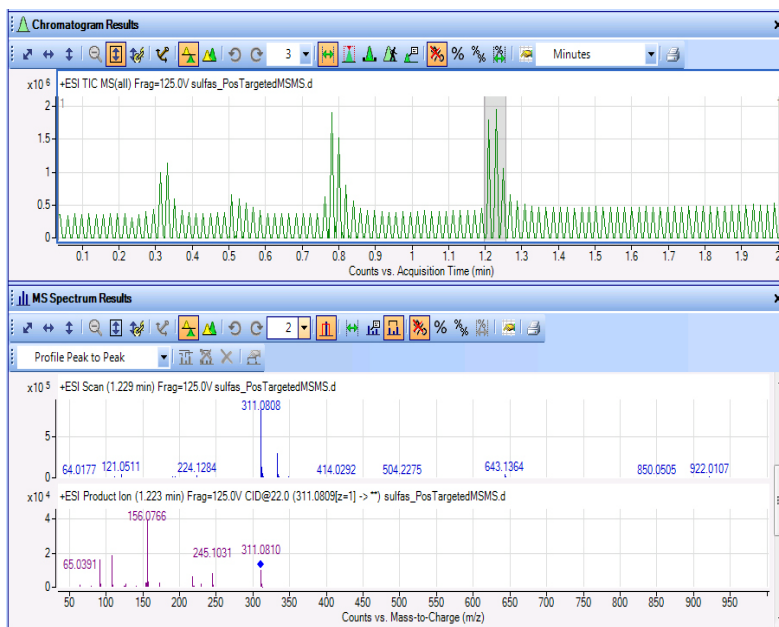 Chromatogram Results
3 % Minutes
x10 6 +ESI TIC MS(all) Frag=125.0V sulfas_PosTargetedMSMS.d
2
1
1.5
1
0.5
0
0.1 0.2 0.3 0.4 0.5 0.6 0.7 0.8 0.9 1 1.1 1.2 1.3 1.4 1.5 1.6 1.7 1.8 1.9 2
Counts vs. Acquisition Time (min)
MS Spectrum Results
2 %
Profile Peak to Peak
x10 5 +ESI Scan (1.229 min) Frag=125.0V sulfas_PosTargetedMSMS.d
311.0808
5
64.0177 121.0511 224.1284 414.0292 504.2275 643.1364 850.0505 922.0107
0
x10 4 +ESI Product Ion (1.223 min) Frag=125.0V CID@22.0 (311.0809[z=1] -> **) sulfas_PosTargetedMSMS.d
156.0766
4
2
65.0391 245.1031 311.0810
0
50 100 150 200 250 300 350 400 450 500 550 600 650 700 750 800 850 900 950
Counts vs. Mass-to-Charge (m/z)